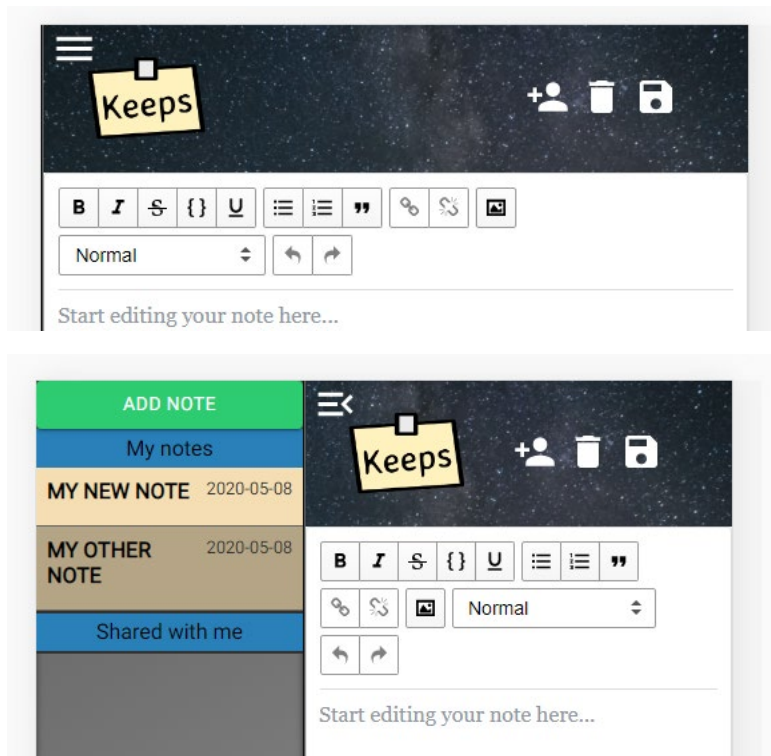 Keeps
B I S {} U
Normal
Start editing your note here...
ADD NOTE
My notes
MY NEW NOTE 2020-05-08
MY OTHER 2020-05-08
NOTE
Shared with me
Keeps
B I S {} U
Normal
Start editing your note here...